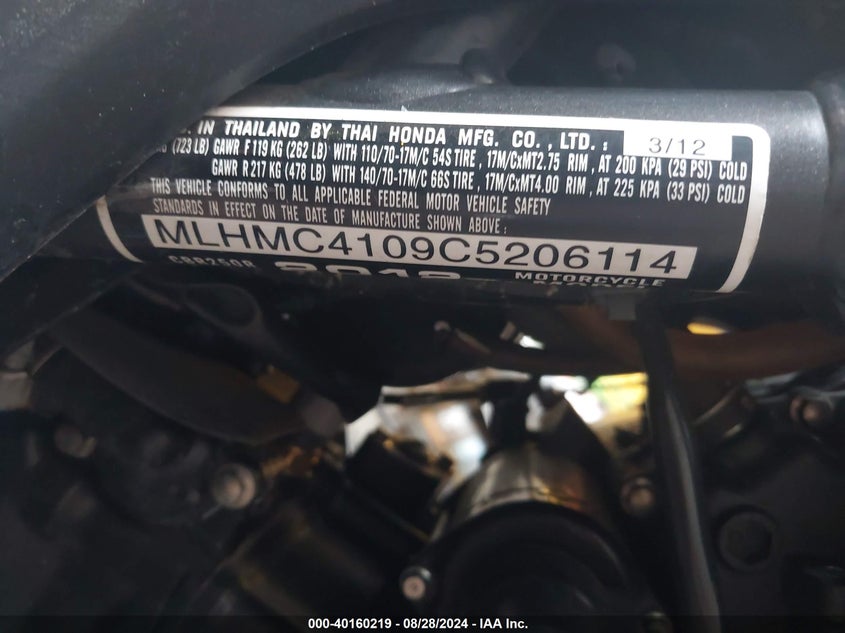 IN THAILAND BY THAI HONDA MFG. CO., LTD.: 3/12
(723 LB) GAWR F 119 KG (262 LB) WITH 110/70-17M/C 54S TIRE, 17M/CxMT2.75 RIM, AT 200 KPA (29 PSI) COLD
GAWR R 217 KG (478 LB) WITH 140/70-17M/C 66S TIRE, 17M/CxMT4.00 RIM, AT 225 KPA (33 PSI) COLD
THIS VEHICLE CONFORMS TO ALL APPLICABLE FEDERAL MOTOR VEHICLE SAFETY
STANDARDS IN EFFECT ON THE DATE OF MANUFACTURE SHOWN ABOVE:
MLHMC4109C5206114
CBR250R 2012 MOTORCYCLE
000-40160219 - 08/28/2024 - IAA Inc.